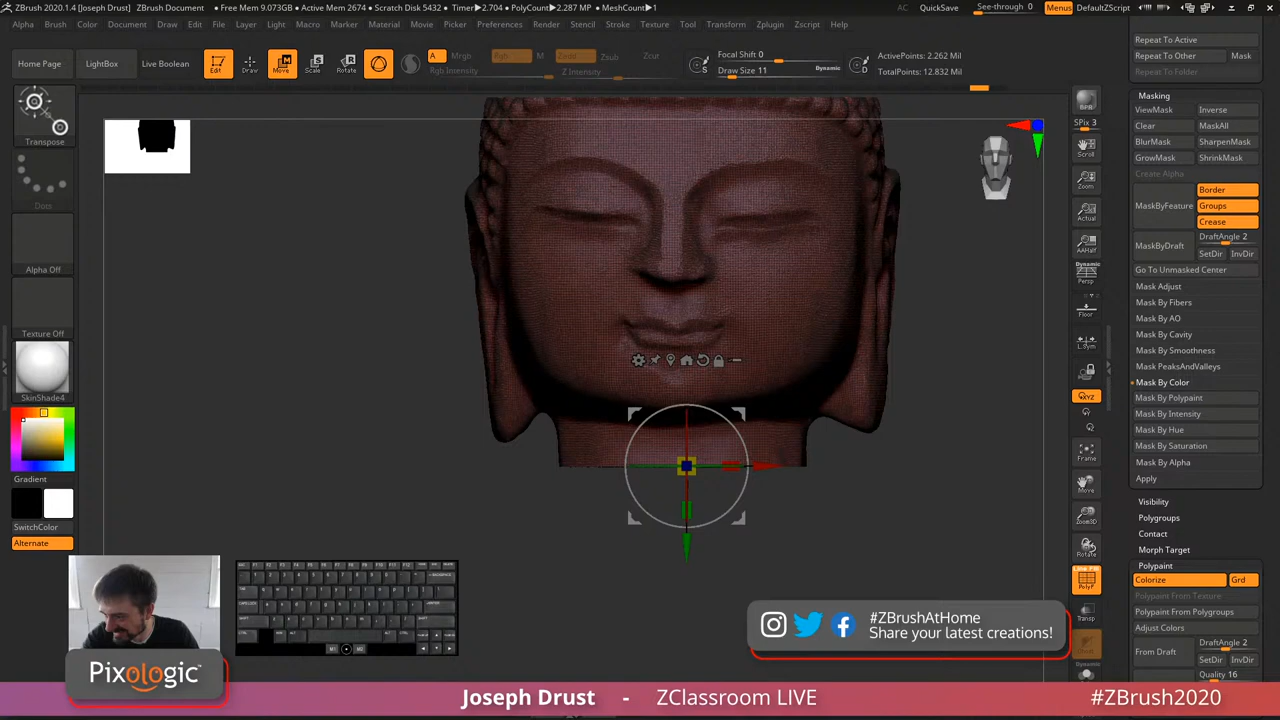 ZBrush 2020.1.4 [Joseph Drust] ZBrush Document • Free Mem 9.073GB • Active Mem 2674 • Scratch Disk 5432 • Timer▶2.704 • PolyCount▶2.287 MP • MeshCount▶1 AC QuickSave See-through 0 Menus DefaultZScript
Alpha Brush Color Document Draw Edit File Layer Light Macro Marker Material Movie Picker Preferences Render Stencil Stroke Texture Tool Transform Zplugin Zscript Help
Home Page LightBox Live Boolean Edit Draw Move Scale Rotate
A Mrgb Rgb M Zadd Zsub Zcut
Rgb Intensity Z Intensity
Focal Shift 0
Draw Size 11 Dynamic
S
D
ActivePoints: 2.262 Mil
TotalPoints: 12.832 Mil
Transpose
Dots
Alpha Off
Texture Off
SkinShade4
Gradient
SwitchColor
Alternate
BPR
SPix 3
Scroll
Zoom
Actual
AAHalf
Dynamic
Persp
Floor
L.Sym
XYZ
Frame
Move
Zoom3D
Rotate
Line Fill
PolyF
Transp
Dynamic
Repeat To Active
Repeat To Other Mask
Repeat To Folder
Masking
ViewMask Inverse
Clear MaskAll
BlurMask SharpenMask
GrowMask ShrinkMask
Create Alpha
MaskByFeature Border
Groups
Crease
MaskByDraft DraftAngle 2
SetDir InvDir
Go To Unmasked Center
Mask Adjust
Mask By Fibers
Mask By AO
Mask By Cavity
Mask By Smoothness
Mask PeaksAndValleys
Mask By Color
Mask By Polypaint
Mask By Intensity
Mask By Hue
Mask By Saturation
Mask By Alpha
Apply
Visibility
Polygroups
Contact
Morph Target
Polypaint
Colorize Grd
Polypaint From Texture
Polypaint From Polygroups
Adjust Colors
From Draft DraftAngle 2
SetDir InvDir
Quality 16
#ZBrushAtHome
Share your latest creations!
Pixologic™
Joseph Drust - ZClassroom LIVE #ZBrush2020